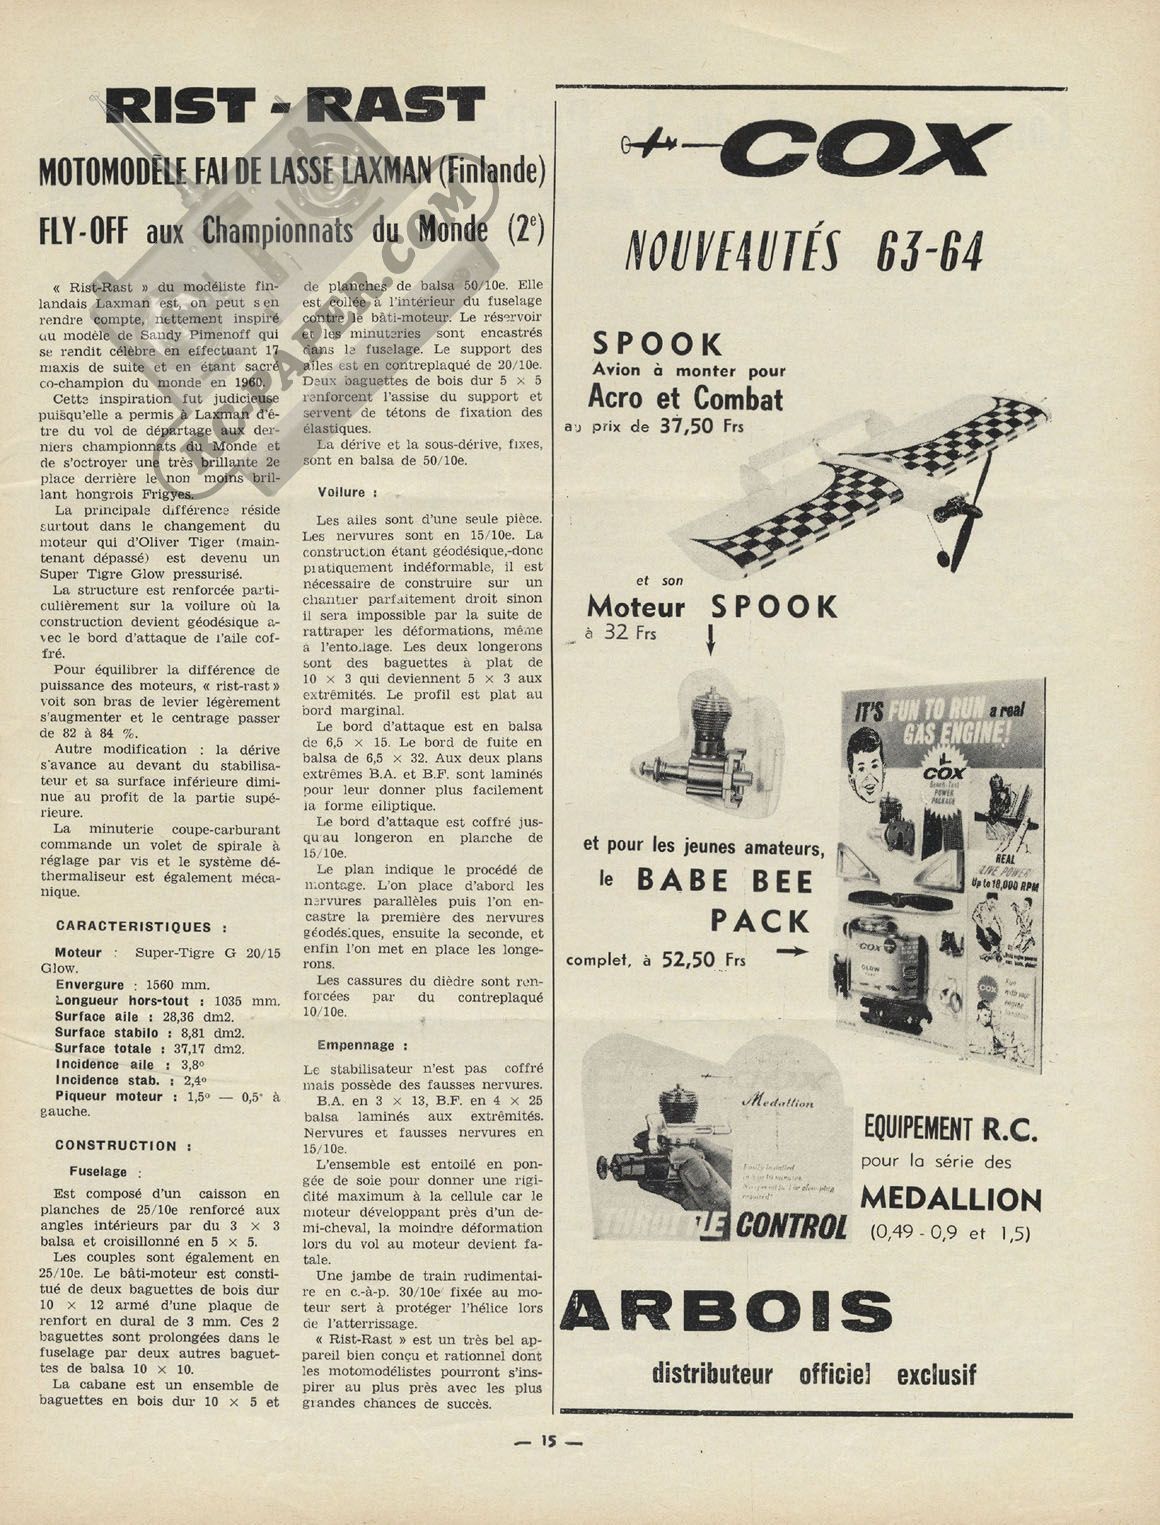 RIST - RAST
MOTOMODÈLE FAI DE LASSE LAXMAN (Finlande)
FLY-OFF aux Championnats du Monde (2e)
« Rist-Rast » du modéliste fin-
landais Laxman est, on peut s'en
rendre compte, nettement inspiré
du modèle de Sandy Pimenoff qui
se rendit célèbre en effectuant 17
maxis de suite et en étant sacré
co-champion du monde en 1960.
Cette inspiration fut judicieuse
puisqu'elle a permis à Laxman d'ê-
tre du vol de départage aux der-
niers championnats du Monde et
de s'octroyer une très brillante 2e
place derrière le non moins bril-
lant hongrois Frigyes.
La principale différence réside
surtout dans le changement du
moteur qui d'Oliver Tiger (main-
tenant dépassé) est devenu un
Super Tigre Glow pressurisé.
La structure est renforcée parti-
culièrement sur la voilure où la
construction devient géodésique a-
vec le bord d'attaque de l'aile cof-
fré.
Pour équilibrer la différence de
puissance des moteurs, « rist-rast »
voit son bras de levier légèrement
s'augmenter et le centrage passer
de 82 à 84 %.
Autre modification : la dérive
s'avance au devant du stabilisa-
teur et sa surface inférieure dimi-
nue au profit de la partie supé-
rieure.
La minuterie coupe-carburant
commande un volet de spirale à
réglage par vis et le système dé-
thermaliseur est également méca-
nique.
CARACTERISTIQUES :
Moteur : Super-Tigre G 20/15
Glow.
Envergure : 1560 mm.
Longueur hors-tout : 1035 mm.
Surface aile : 28,36 dm2.
Surface stabilo : 8,81 dm2.
Surface totale : 37,17 dm2.
Incidence aile : 3,8º
Incidence stab. : 2,4º
Piqueur moteur : 1,5º — 0,5º à
gauche.
CONSTRUCTION :
Fuselage :
Est composé d'un caisson en
planches de 25/10e renforcé aux
angles intérieurs par du 3 × 3
balsa et croisillonné en 5 × 5.
Les couples sont également en
25/10e. Le bâti-moteur est consti-
tué de deux baguettes de bois dur
10 × 12 armé d'une plaque de
renfort en dural de 3 mm. Ces 2
baguettes sont prolongées dans le
fuselage par deux autres baguet-
tes de balsa 10 × 10.
La cabane est un ensemble de
baguettes en bois dur 10 × 5 et
de planches de balsa 50/10e. Elle
est collée à l'intérieur du fuselage
contre le bâti-moteur. Le réservoir
et les minuteries sont encastrés
dans le fuselage. Le support des
ailes est en contreplaqué de 20/10e.
Deux baguettes de bois dur 5 × 5
renforcent l'assise du support et
servent de tétons de fixation des
élastiques.
La dérive et la sous-dérive, fixes,
sont en balsa de 50/10e.
Voilure :
Les ailes sont d'une seule pièce.
Les nervures sont en 15/10e. La
construction étant géodésique,-donc
pratiquement indéformable, il est
nécessaire de construire sur un
chantier parfaitement droit sinon
il sera impossible par la suite de
rattraper les déformations, même
à l'entoilage. Les deux longerons
sont des baguettes à plat de
10 × 3 qui deviennent 5 × 3 aux
extrêmités. Le profil est plat au
bord marginal.
Le bord d'attaque est en balsa
de 6,5 × 15. Le bord de fuite en
balsa de 6,5 × 32. Aux deux plans
extrêmes B.A. et B.F. sont laminés
pour leur donner plus facilement
la forme elliptique.
Le bord d'attaque est coffré jus-
qu'au longeron en planche de
15/10e.
Le plan indique le procédé de
montage. L'on place d'abord les
nervures parallèles puis l'on en-
castre la première des nervures
géodésiques, ensuite la seconde, et
enfin l'on met en place les longe-
rons.
Les cassures du dièdre sont ren-
forcées par du contreplaqué
10/10e.
Empennage :
Le stabilisateur n'est pas coffré
mais possède des fausses nervures.
B.A. en 3 × 13, B.F. en 4 × 25
balsa laminés aux extrêmités.
Nervures et fausses nervures en
15/10e.
L'ensemble est entoilé en pon-
gée de soie pour donner une rigi-
dité maximum à la cellule car le
moteur développant près d'un de-
mi-cheval, la moindre déformation
lors du vol au moteur devient fa-
tale.
Une jambe de train rudimentai-
re en c.-à-p. 30/10e fixée au mo-
teur sert à protéger l'hélice lors
de l'atterrissage.
« Rist-Rast » est un très bel ap-
pareil bien conçu et rationnel dont
les motomodélistes pourront s'ins-
pirer au plus près avec les plus
grandes chances de succès.
COX
NOUVEAUTÉS 63-64
SPOOK
Avion à monter pour
Acro et Combat
au prix de 37,50 Frs
et son
Moteur SPOOK
à 32 Frs
IT'S FUN TO RUN a real
GAS ENGINE!
COX
POWER
PACKAGE
REAL
LIVE POWER!
Up to 18,000 RPM
COX
GLOW
COX
et pour les jeunes amateurs,
le BABE BEE
PACK
complet, à 52,50 Frs
COX
Medallion
THROTTLE CONTROL
EQUIPEMENT R.C.
pour la série des
MEDALLION
(0,49 - 0,9 et 1,5)
ARBOIS
distributeur officiel exclusif
— 15 —
RC-PAPER.COM